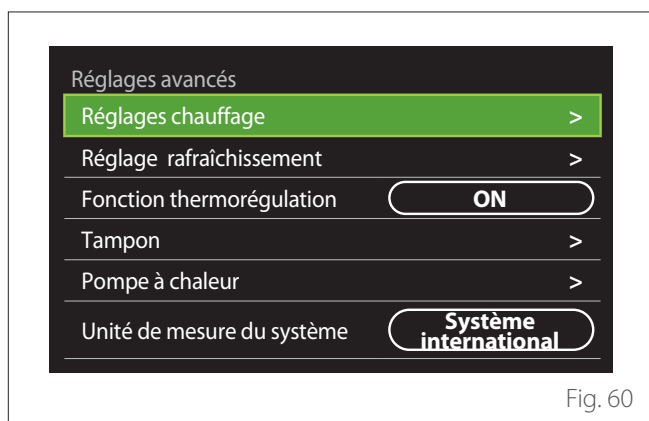 Réglages avancés
Réglages chauffage >
Réglage rafraîchissement >
Fonction thermorégulation ON
Tampon >
Pompe à chaleur >
Unité de mesure du système Système international
Fig. 60